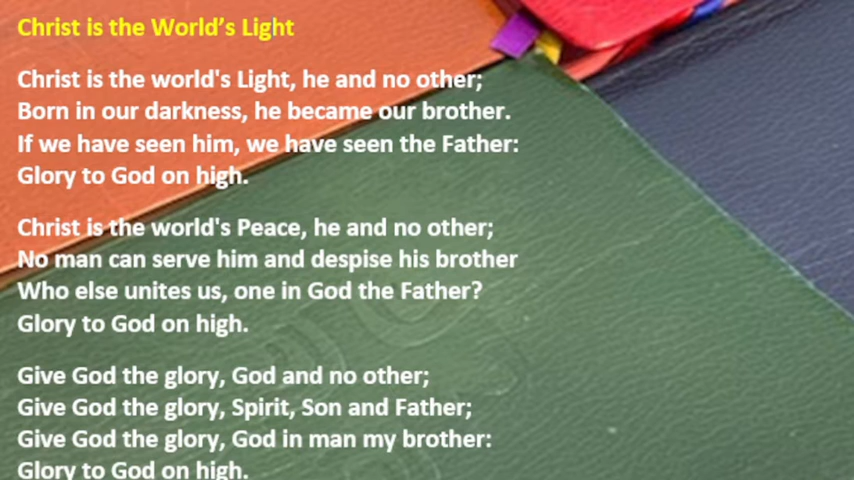 Christ is the World’s Light
Christ is the world's Light, he and no other;
Born in our darkness, he became our brother.
If we have seen him, we have seen the Father:
Glory to God on high.
Christ is the world's Peace, he and no other;
No man can serve him and despise his brother
Who else unites us, one in God the Father?
Glory to God on high.
Give God the glory, God and no other;
Give God the glory, Spirit, Son and Father;
Give God the glory, God in man my brother:
Glory to God on high.